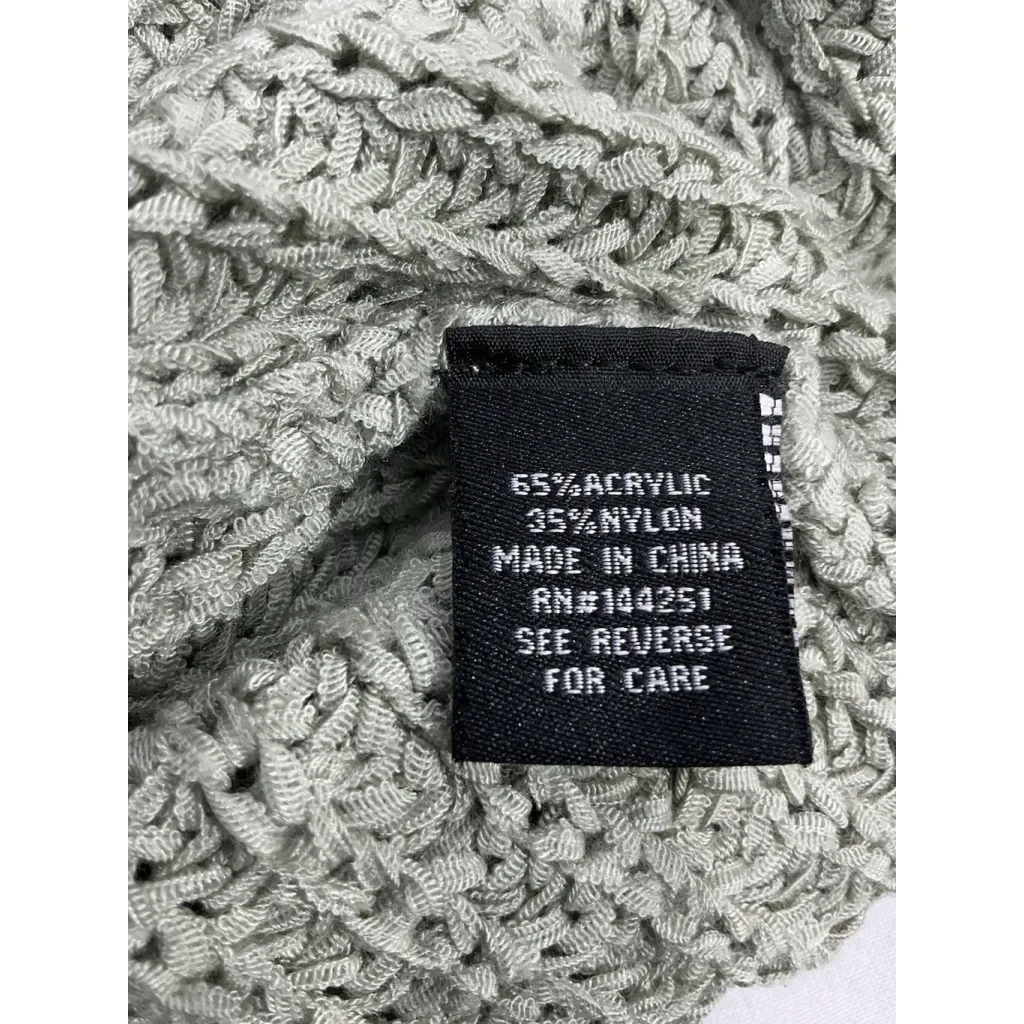 65%ACRYLIC
35%NYLON
MADE IN CHINA
RN#144251
SEE REVERSE
FOR CARE